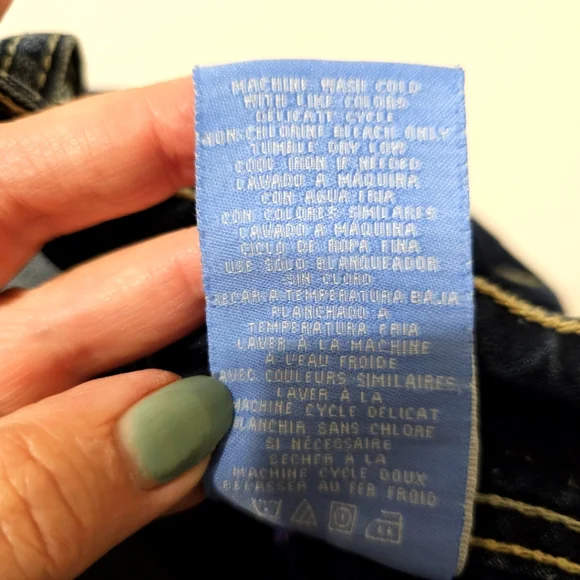 MACHINE WASH COLD
WITH LIKE COLORS
DELICATE CYCLE
NON-CHLORINE BLEACH ONLY
TUMBLE DRY LOW
COOL IRON IF NEEDED
LAVADO A MAQUINA
CON AGUA FRIA
CON COLORES SIMILARES
LAVADO A MAQUINA
CICLO DE ROPA FINA
USE SOLO BLANQUEADOR
SIN CLORO
SECAR A TEMPERATURA BAJA
PLANCHADO A
TEMPERATURA FRIA
LAVER À LA MACHINE
À L'EAU FROIDE
AVEC COULEURS SIMILAIRES
LAVER À LA
MACHINE CYCLE DELICAT
BLANCHIR SANS CHLORE
SI NÉCESSAIRE
SECHER A LA
MACHINE CYCLE DOUX
REPASSER AU FER FROID